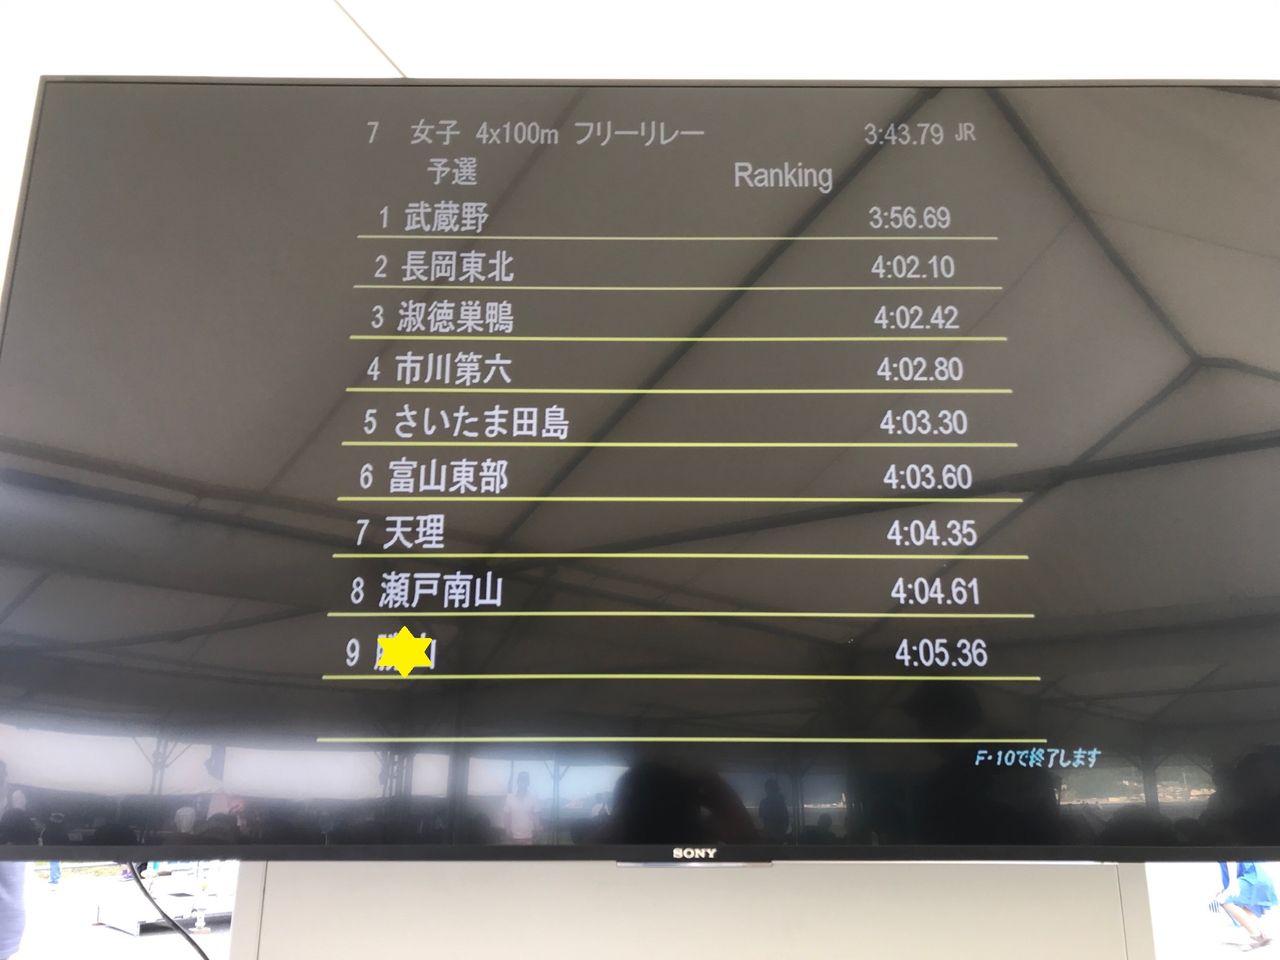 7 女子 4x100m フリーリレー 3:43.79 JR
予選 Ranking
1 武蔵野 3:56.69
2 長岡東北 4:02.10
3 淑徳巣鴨 4:02.42
4 市川第六 4:02.80
5 さいたま田島 4:03.30
6 富山東部 4:03.60
7 天理 4:04.35
8 瀬戸南山 4:04.61
9 4:05.36
F・10で終了します
SONY